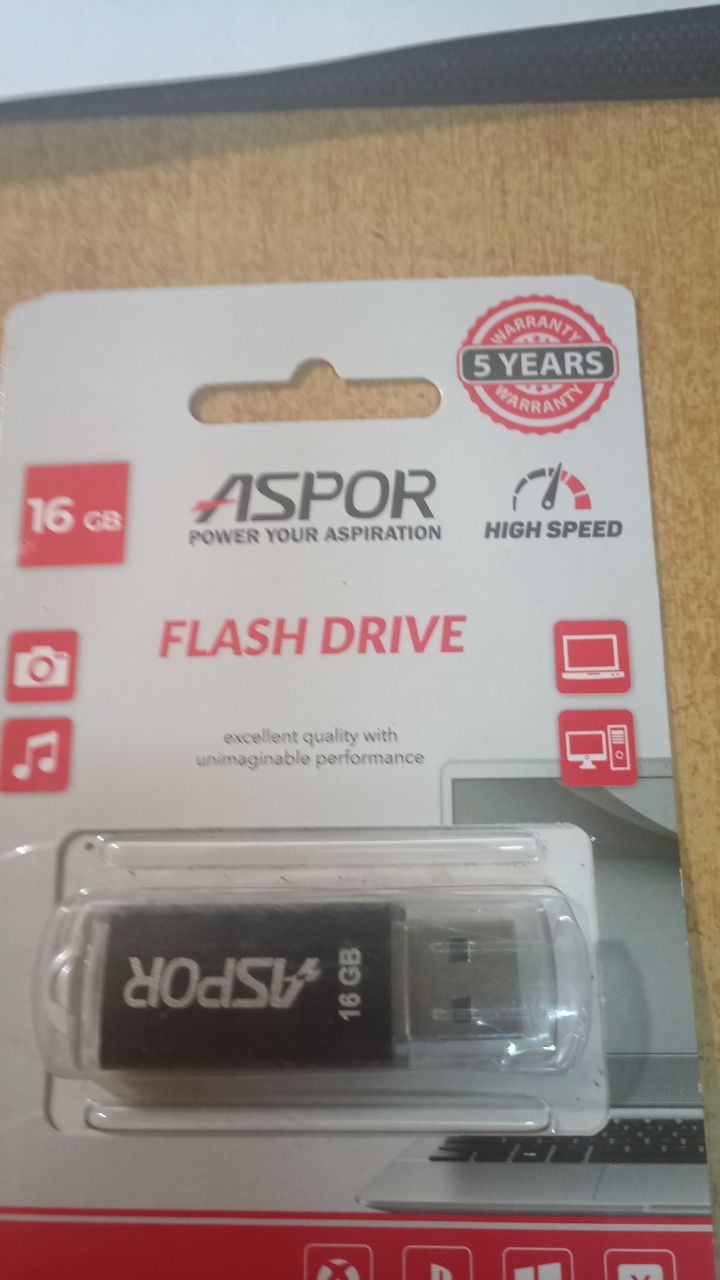 WARRANTY
5 YEARS
WARRANTY
16 GB
ASPOR
POWER YOUR ASPIRATION
HIGH SPEED
FLASH DRIVE
excellent quality with
unimaginable performance
ASPOR
16 GB